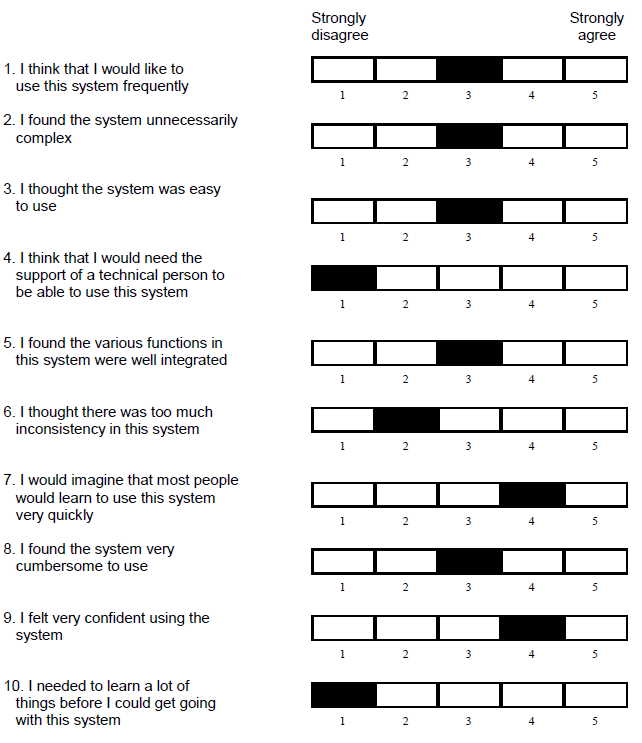 Strongly disagree
Strongly agree
1. I think that I would like to
use this system frequently
1 2 3 4 5
2. I found the system unnecessarily
complex
1 2 3 4 5
3. I thought the system was easy
to use
1 2 3 4 5
4. I think that I would need the
support of a technical person to
be able to use this system
1 2 3 4 5
5. I found the various functions in
this system were well integrated
1 2 3 4 5
6. I thought there was too much
inconsistency in this system
1 2 3 4 5
7. I would imagine that most people
would learn to use this system
very quickly
1 2 3 4 5
8. I found the system very
cumbersome to use
1 2 3 4 5
9. I felt very confident using the
system
1 2 3 4 5
10. I needed to learn a lot of
things before I could get going
with this system
1 2 3 4 5